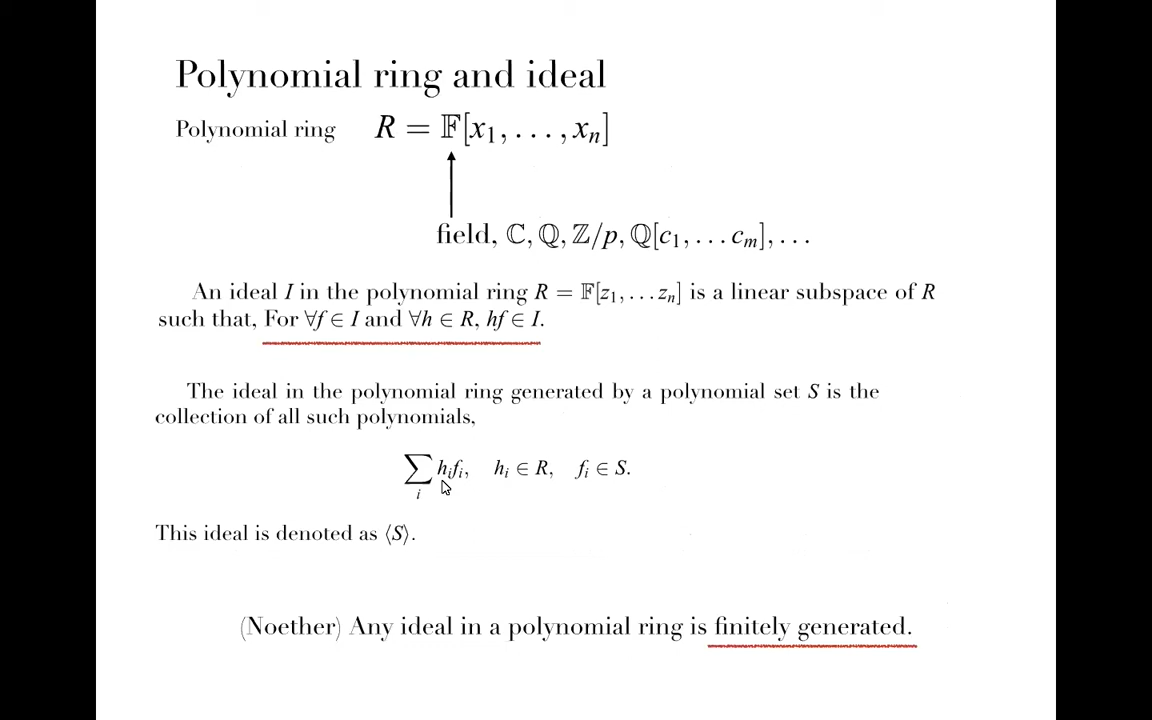 Polynomial ring and ideal
Polynomial ring R = 𝔽[x₁, . . . , xₙ]
field, ℂ, ℚ, ℤ/p, ℚ[c₁, . . . cₘ], . . .
An ideal I in the polynomial ring R = 𝔽[z₁, . . . zₙ] is a linear subspace of R
such that, For ∀f ∈ I and ∀h ∈ R, hf ∈ I.
The ideal in the polynomial ring generated by a polynomial set S is the
collection of all such polynomials,
∑ᵢ hᵢfᵢ, hᵢ ∈ R, fᵢ ∈ S.
This ideal is denoted as ⟨S⟩.
(Noether) Any ideal in a polynomial ring is finitely generated.